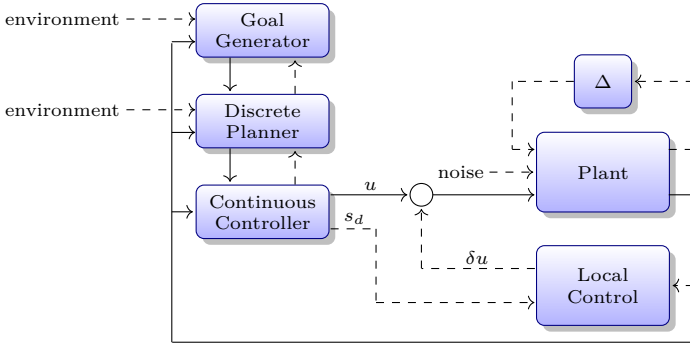 environment
Goal
Generator
Δ
environment
Discrete
Planner
noise
Plant
Continuous
Controller
u
s_d
δu
Local
Control